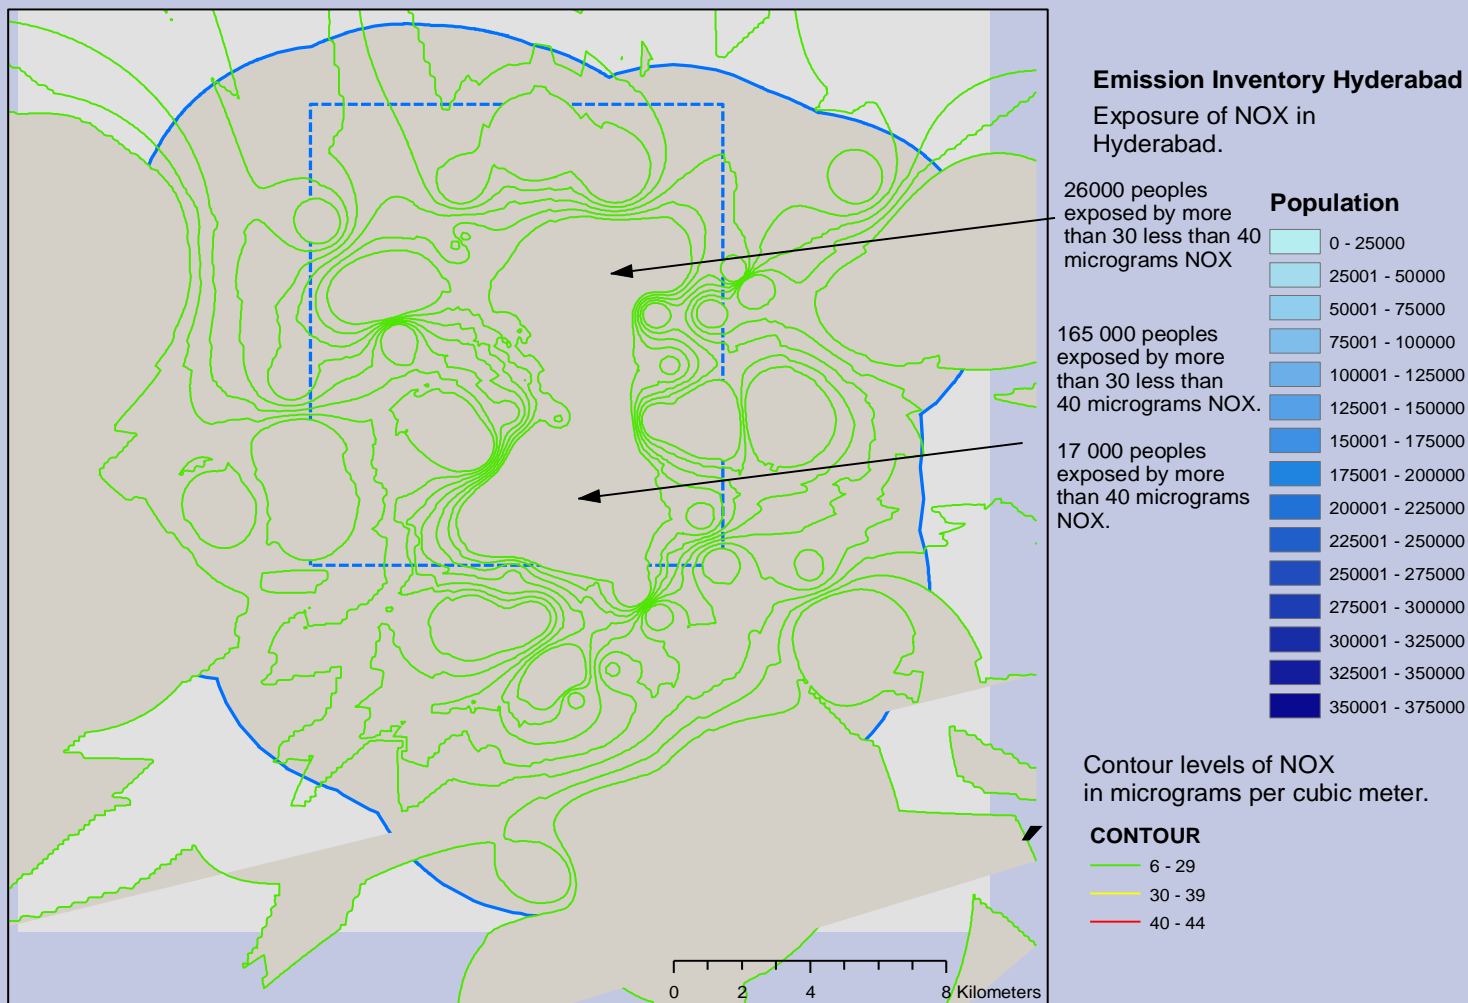 Emission Inventory Hyderabad
Exposure of NOX in
Hyderabad.
26000 peoples
exposed by more
than 30 less than 40
micrograms NOX
165 000 peoples
exposed by more
than 30 less than
40 micrograms NOX.
17 000 peoples
exposed by more
than 40 micrograms
NOX.
Population
0 - 25000
25001 - 50000
50001 - 75000
75001 - 100000
100001 - 125000
125001 - 150000
150001 - 175000
175001 - 200000
200001 - 225000
225001 - 250000
250001 - 275000
275001 - 300000
300001 - 325000
325001 - 350000
350001 - 375000
Contour levels of NOX
in micrograms per cubic meter.
CONTOUR
6 - 29
30 - 39
40 - 44
0 2 4 8 Kilometers